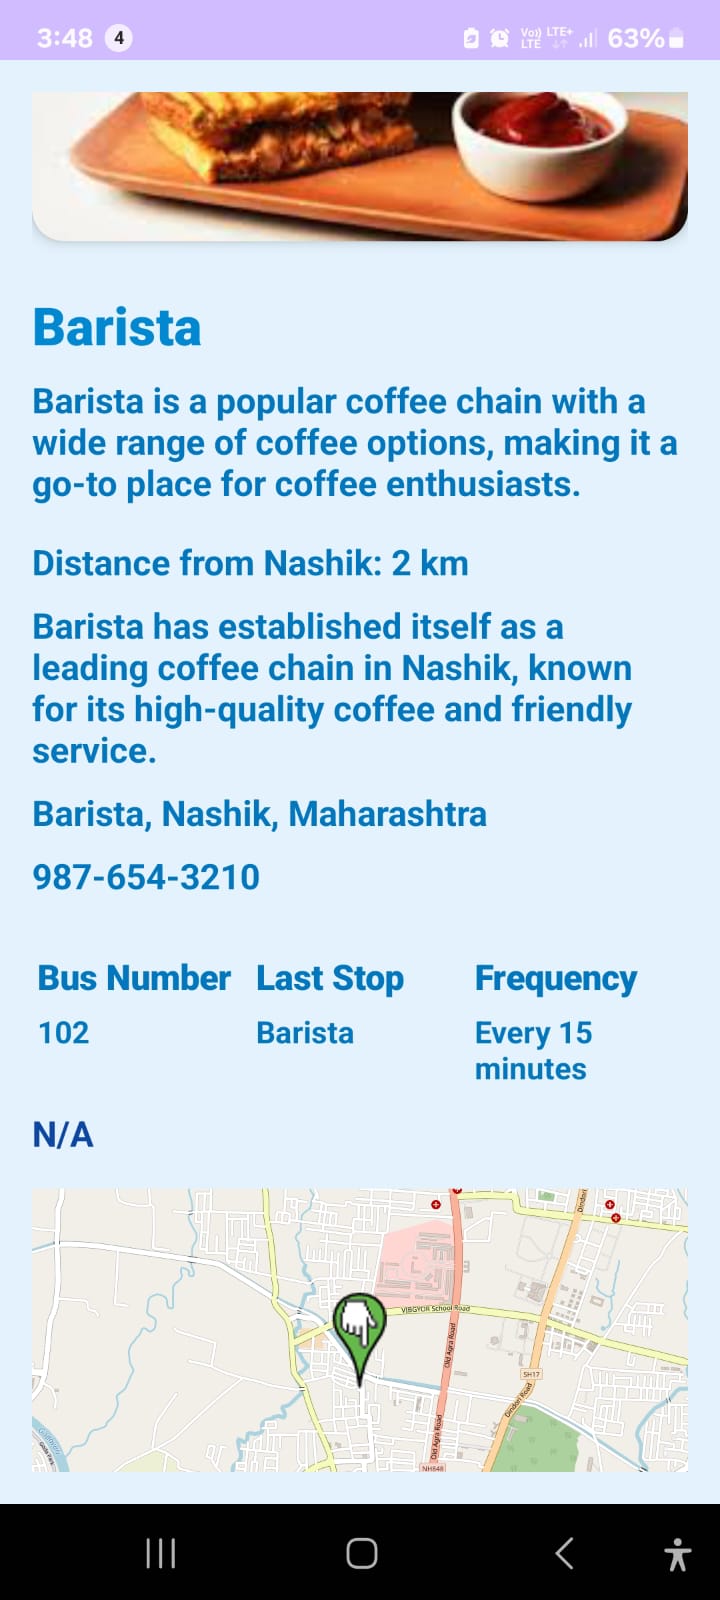 3:48 4 Vo)) LTE LTE+ 63%
Barista
Barista is a popular coffee chain with a
wide range of coffee options, making it a
go-to place for coffee enthusiasts.
Distance from Nashik: 2 km
Barista has established itself as a
leading coffee chain in Nashik, known
for its high-quality coffee and friendly
service.
Barista, Nashik, Maharashtra
987-654-3210
Bus Number Last Stop Frequency
102 Barista Every 15
minutes
N/A
Dindori
VIBGYOR School Road
Old Agra Road
SH17
Dindori Road
Old Agra Road
NH848